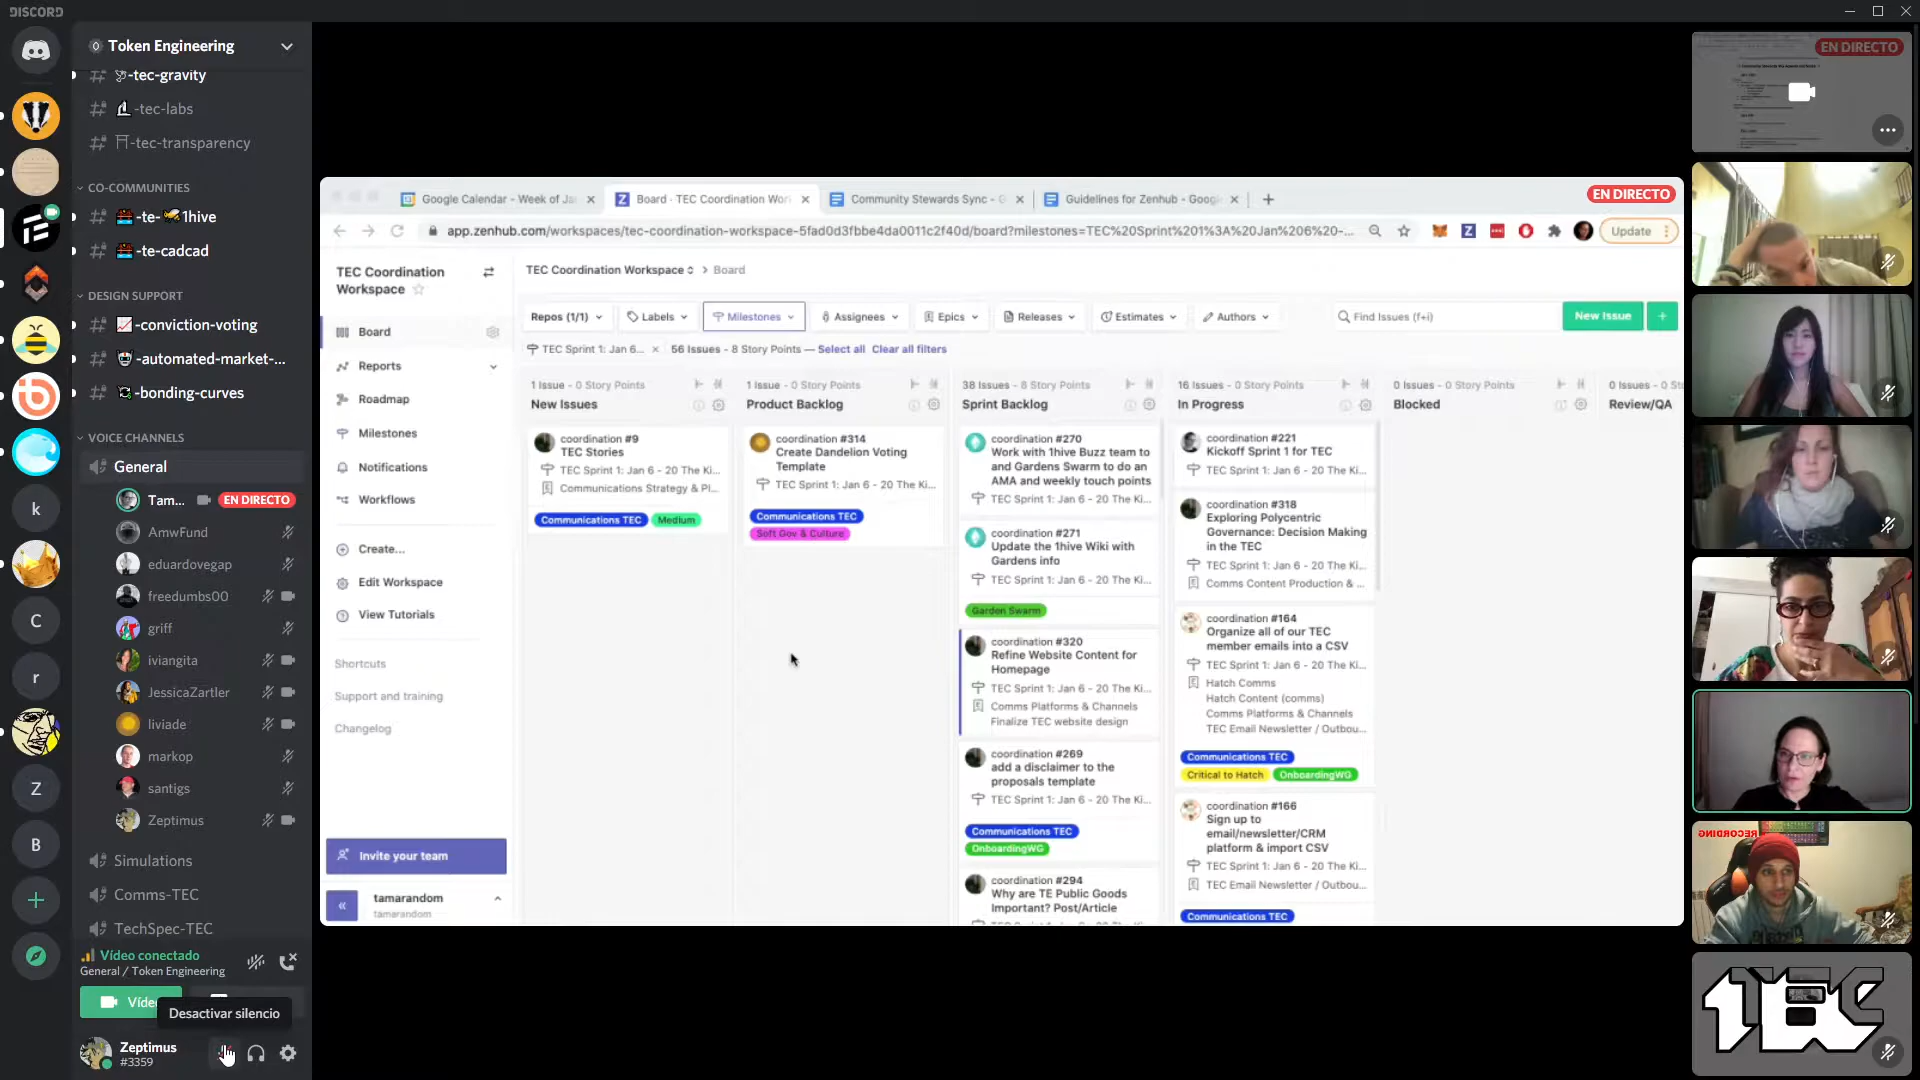 DISCORD
Token Engineering
-tec-gravity
-tec-labs
-tec-transparency
CO-COMMUNITIES
-te-1hive
-te-cadcad
DESIGN SUPPORT
-conviction-voting
-automated-market-...
-bonding-curves
VOICE CHANNELS
General
Tam... EN DIRECTO
AmwFund
eduardovegap
freedumbs00
griff
iviangita
JessicaZartler
liviade
markop
santigs
Zeptimus
Simulations
Comms-TEC
TechSpec-TEC
Vídeo conectado
General / Token Engineering
Desactivar silencio
Zeptimus
#3359
k
C
r
Z
B
Board - TEC Coordination Wor
Community Stewards Sync - G
Guidelines for Zenhub - Goog
EN DIRECTO
app.zenhub.com/workspaces/tec-coordination-workspace-5fad0d3fbbe4da0011c2f40d/board?milestones=TEC%20Sprint%201%3A%20Jan%206%20-...
Update
TEC Coordination
Workspace
TEC Coordination Workspace > Board
Board
Reports
Roadmap
Milestones
Notifications
Workflows
Create...
Edit Workspace
View Tutorials
Shortcuts
Support and training
Changelog
Invite your team
tamarandom
tamarandom
Repos (1/1) Labels Milestones Assignees Epics Releases Estimates Authors
Find Issues (f+i)
New Issue
TEC Sprint 1: Jan 6... × 56 Issues - 8 Story Points — Select all Clear all filters
1 Issue - 0 Story Points
New Issues
coordination #9
TEC Stories
TEC Sprint 1: Jan 6 - 20 The Ki...
Communications Strategy & Pl...
Communications TEC Medium
1 Issue - 0 Story Points
Product Backlog
coordination #314
Create Dandelion Voting
Template
TEC Sprint 1: Jan 6 - 20 The Ki...
Communications TEC
Soft Gov & Culture
38 Issues - 8 Story Points
Sprint Backlog
coordination #270
Work with 1hive Buzz team to
and Gardens Swarm to do an
AMA and weekly touch points
TEC Sprint 1: Jan 6 - 20 The Ki...
coordination #271
Update the 1hive Wiki with
Gardens info
TEC Sprint 1: Jan 6 - 20 The Ki...
Garden Swarm
coordination #320
Refine Website Content for
Homepage
TEC Sprint 1: Jan 6 - 20 The Ki...
Comms Platforms & Channels
Finalize TEC website design
coordination #269
add a disclaimer to the
proposals template
TEC Sprint 1: Jan 6 - 20 The Ki...
Communications TEC
OnboardingWG
coordination #294
Why are TE Public Goods
Important? Post/Article
16 Issues - 0 Story Points
In Progress
coordination #221
Kickoff Sprint 1 for TEC
TEC Sprint 1: Jan 6 - 20 The Ki...
coordination #318
Exploring Polycentric
Governance: Decision Making
in the TEC
TEC Sprint 1: Jan 6 - 20 The Ki...
Comms Content Production & ...
coordination #164
Organize all of our TEC
member emails into a CSV
TEC Sprint 1: Jan 6 - 20 The Ki...
Hatch Comms
Hatch Content (comms)
Comms Platforms & Channels
TEC Email Newsletter / Outbou...
Communications TEC
Critical to Hatch OnboardingWG
coordination #166
Sign up to
email/newsletter/CRM
platform & import CSV
TEC Sprint 1: Jan 6 - 20 The Ki...
TEC Email Newsletter / Outbou...
Communications TEC
0 Issues - 0 Story Points
Blocked
0 Issues - 0 St
Review/QA
EN DIRECTO
RECORDING
TEC